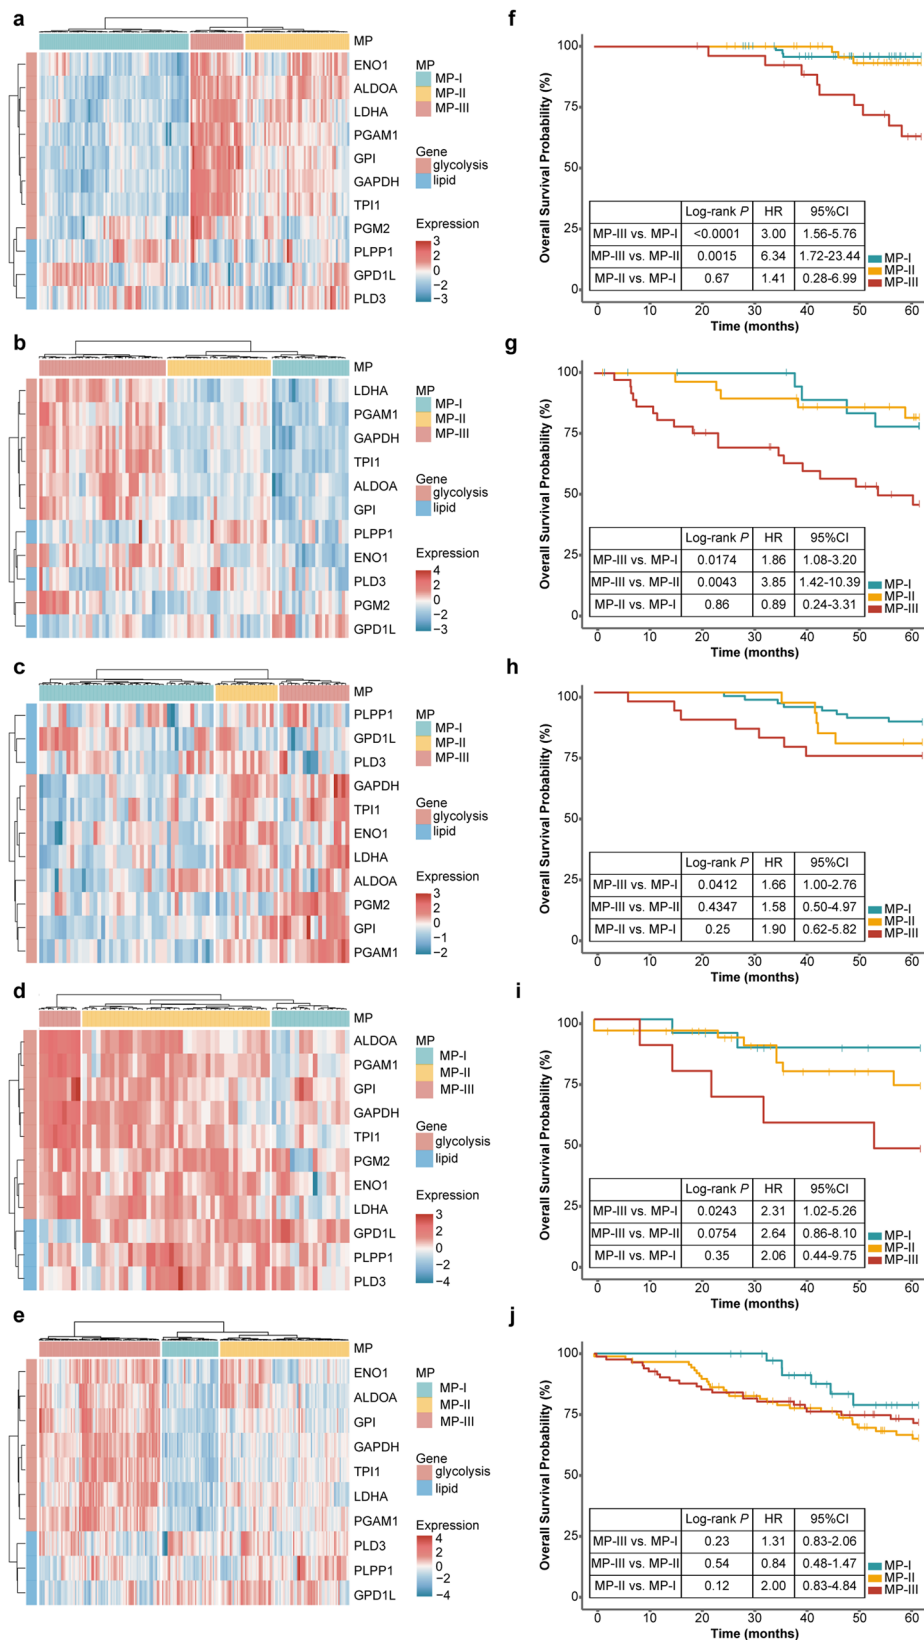 a
MP
ENO1
ALDOA
LDHA
PGAM1
GPI
GAPDH
TPI1
PGM2
PLPP1
GPD1L
PLD3
MP
MP-I
MP-II
MP-III
Gene
glycolysis
lipid
Expression
3
2
1
0
−1
−2
−3
f
Overall Survival Probability (%)
100
75
50
25
0
Log-rank P HR 95%CI
MP-III vs. MP-I <0.0001 3.00 1.56-5.76
MP-III vs. MP-II 0.0015 6.34 1.72-23.44
MP-II vs. MP-I 0.67 1.41 0.28-6.99
MP-I
MP-II
MP-III
0 10 20 30 40 50 60
Time (months)
b
MP
LDHA
PGAM1
GAPDH
TPI1
ALDOA
GPI
PLPP1
ENO1
PLD3
PGM2
GPD1L
MP
MP-I
MP-II
MP-III
Gene
glycolysis
lipid
Expression
4
3
2
1
0
−1
−2
−3
g
Overall Survival Probability (%)
100
75
50
25
0
Log-rank P HR 95%CI
MP-III vs. MP-I 0.0174 1.86 1.08-3.20
MP-III vs. MP-II 0.0043 3.85 1.42-10.39
MP-II vs. MP-I 0.86 0.89 0.24-3.31
MP-I
MP-II
MP-III
0 10 20 30 40 50 60
Time (months)
c
MP
PLPP1
GPD1L
PLD3
GAPDH
TPI1
ENO1
LDHA
ALDOA
PGM2
GPI
PGAM1
MP
MP-I
MP-II
MP-III
Gene
glycolysis
lipid
Expression
3
2
1
0
−1
−2
h
Overall Survival Probability (%)
100
75
50
25
0
Log-rank P HR 95%CI
MP-III vs. MP-I 0.0412 1.66 1.00-2.76
MP-III vs. MP-II 0.4347 1.58 0.50-4.97
MP-II vs. MP-I 0.25 1.90 0.62-5.82
MP-I
MP-II
MP-III
0 10 20 30 40 50 60
Time (months)
d
MP
ALDOA
PGAM1
GPI
GAPDH
TPI1
PGM2
ENO1
LDHA
GPD1L
PLPP1
PLD3
MP
MP-I
MP-II
MP-III
Gene
glycolysis
lipid
Expression
3
2
0
−2
−4
i
Overall Survival Probability (%)
100
75
50
25
0
Log-rank P HR 95%CI
MP-III vs. MP-I 0.0243 2.31 1.02-5.26
MP-III vs. MP-II 0.0754 2.64 0.86-8.10
MP-II vs. MP-I 0.35 2.06 0.44-9.75
MP-I
MP-II
MP-III
0 10 20 30 40 50 60
Time (months)
e
MP
ENO1
ALDOA
GPI
GAPDH
TPI1
LDHA
PGAM1
PLD3
PLPP1
GPD1L
MP
MP-I
MP-II
MP-III
Gene
glycolysis
lipid
Expression
4
2
0
−2
−4
j
Overall Survival Probability (%)
100
75
50
25
0
Log-rank P HR 95%CI
MP-III vs. MP-I 0.23 1.31 0.83-2.06
MP-III vs. MP-II 0.54 0.84 0.48-1.47
MP-II vs. MP-I 0.12 2.00 0.83-4.84
MP-I
MP-II
MP-III
0 10 20 30 40 50 60
Time (months)